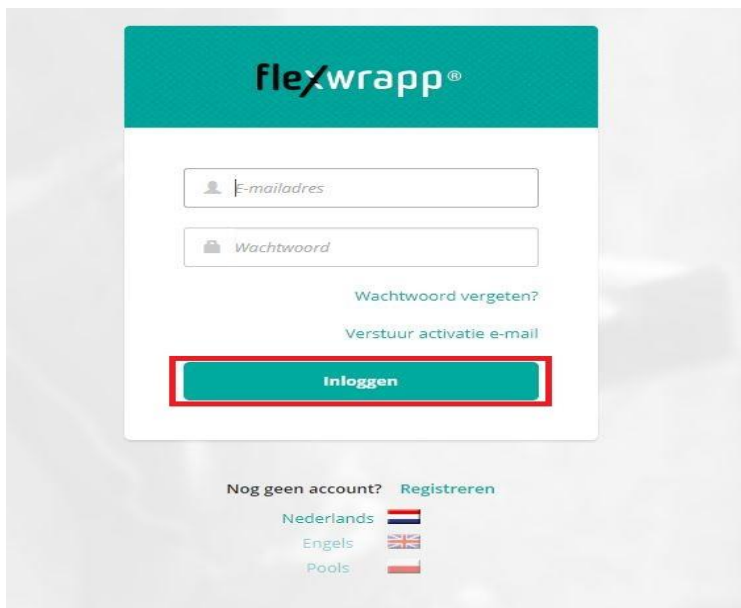 flexwrapp®
E-mailadres
Wachtwoord
Wachtwoord vergeten?
Verstuur activatie e-mail
Inloggen
Nog geen account? Registreren
Nederlands
Engels
Pools